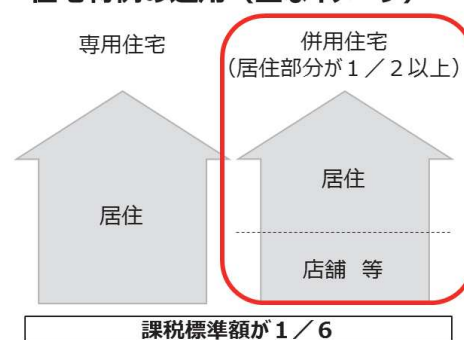 専用住宅
併用住宅
（居住部分が１／２以上）
居住
居住
店舗 等
課税標準額が１／６